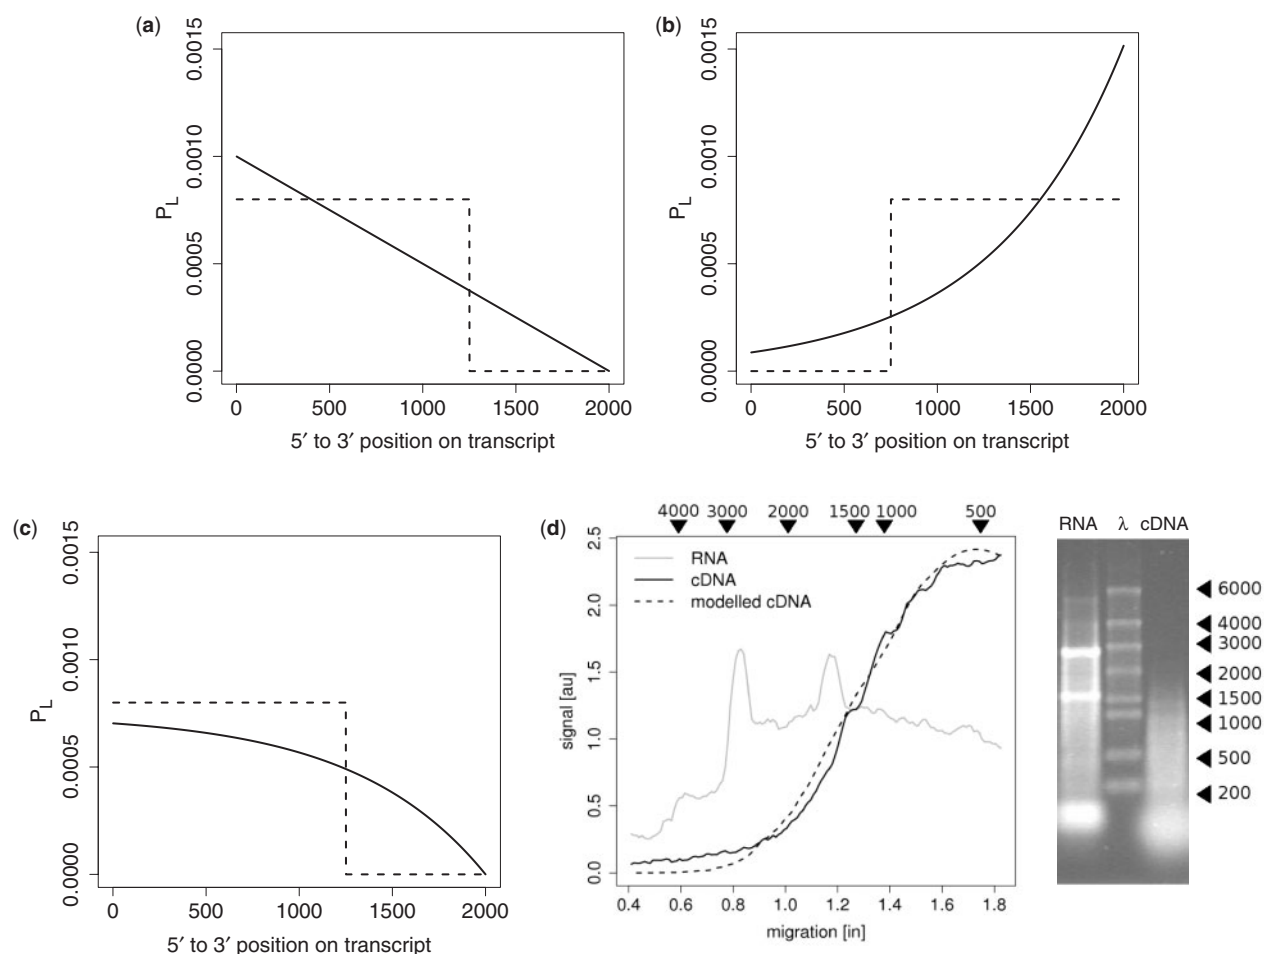 (a)
0.0015
0.0010
0.0005
0.0000
P_L
0 500 1000 1500 2000
5′ to 3′ position on transcript
(b)
0.0015
0.0010
0.0005
0.0000
P_L
0 500 1000 1500 2000
5′ to 3′ position on transcript
(c)
0.0015
0.0010
0.0005
0.0000
P_L
0 500 1000 1500 2000
5′ to 3′ position on transcript
(d)
4000 3000 2000 1500 1000 500
2.5
2.0
1.5
1.0
0.5
0.0
signal [au]
RNA
cDNA
modelled cDNA
0.4 0.6 0.8 1.0 1.2 1.4 1.6 1.8
migration [in]
RNA λ cDNA
6000
4000
3000
2000
1500
1000
500
200